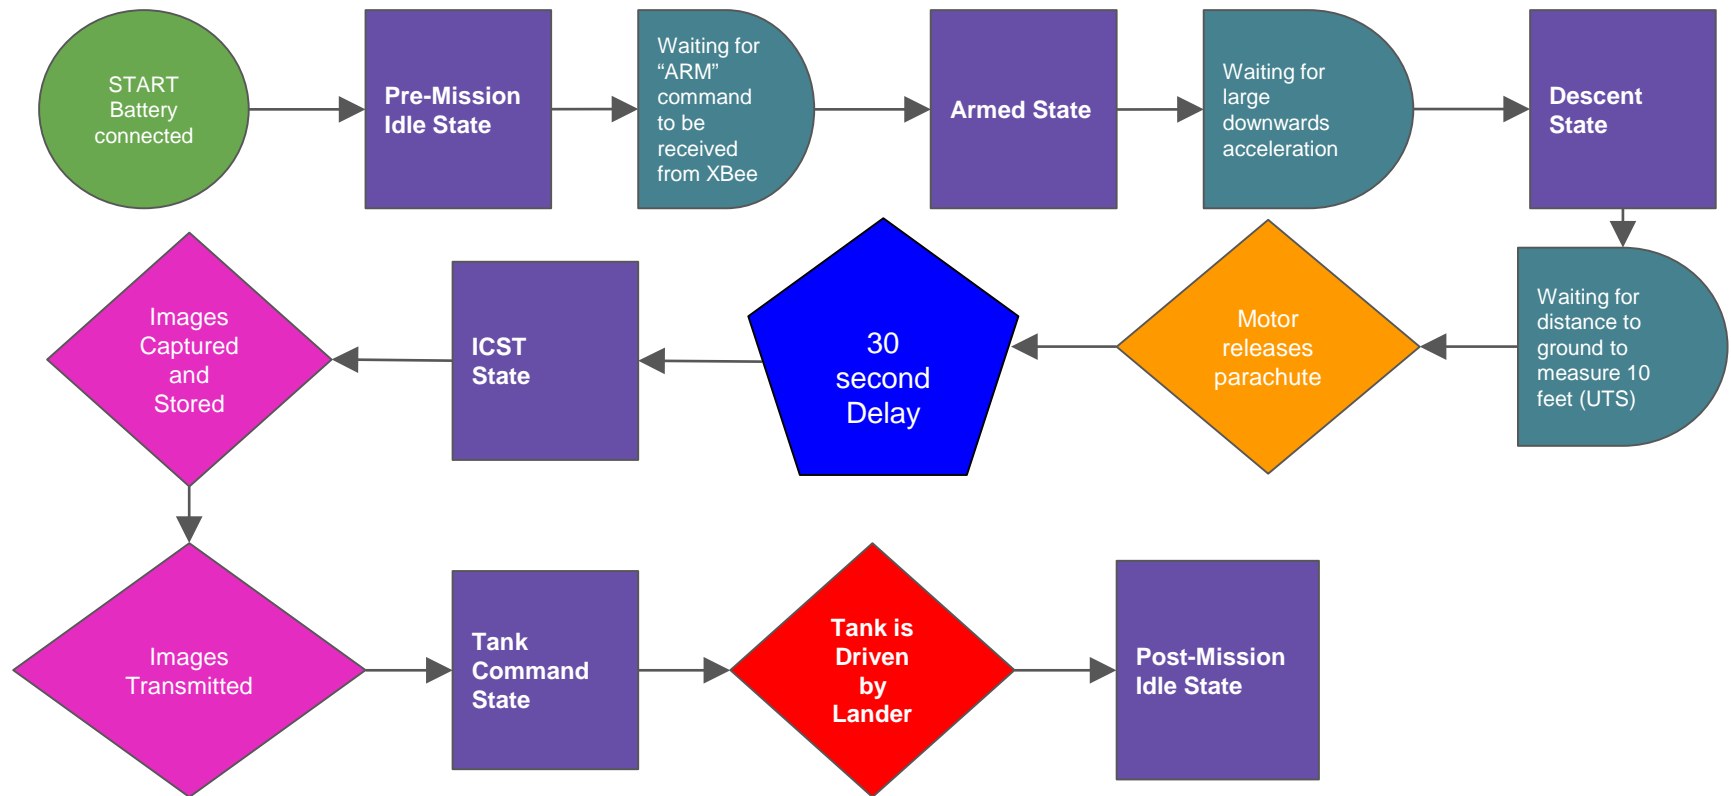 START
Battery
connected
Pre-Mission
Idle State
Waiting for
“ARM”
command
to be
received
from XBee
Armed State
Waiting for
large
downwards
acceleration
Descent
State
Waiting for
distance to
ground to
measure 10
feet (UTS)
Motor
releases
parachute
30
second
Delay
ICST
State
Images
Captured
and
Stored
Images
Transmitted
Tank
Command
State
Tank is
Driven
by
Lander
Post-Mission
Idle State